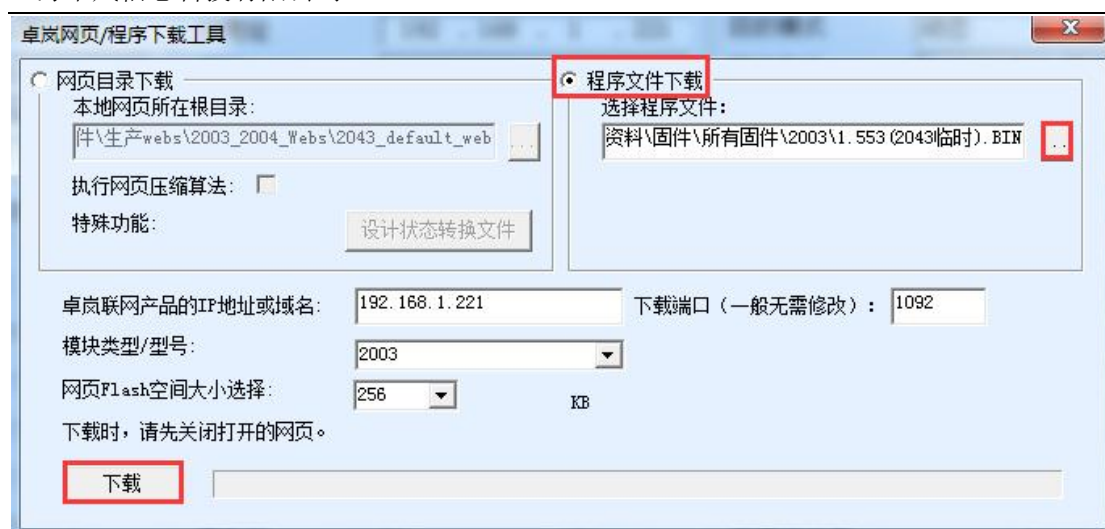 卓岚网页/程序下载工具
网页目录下载
本地网页所在根目录:
件\生产webs\2003_2004_Webs\2043_default_web
...
执行网页压缩算法:
特殊功能:
设计状态转换文件
程序文件下载
选择程序文件:
资料\固件\所有固件\2003\1.553(2043临时).BIN
..
卓岚联网产品的IP地址或域名:
192.168.1.221
下载端口（一般无需修改）:
1092
模块类型/型号:
2003
网页Flash空间大小选择:
256
KB
下载时，请先关闭打开的网页。
下载